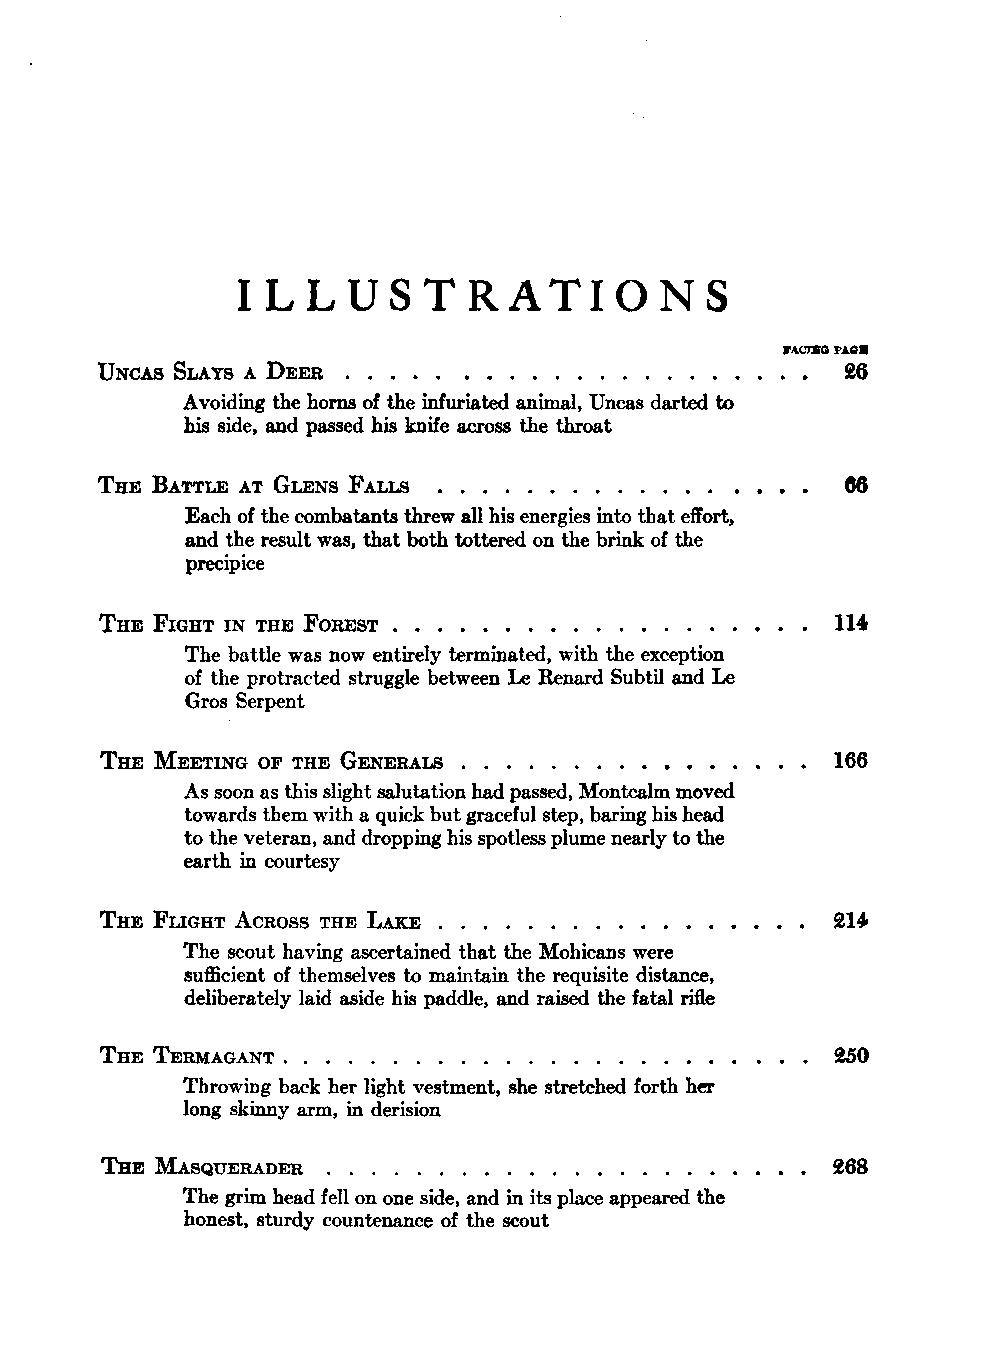 ILLUSTRATIONS
FACING PAGE
UNCAS SLAYS A DEER . . . . . . . . . . . . . . . . . . . . . 26
Avoiding the horns of the infuriated animal, Uncas darted to
his side, and passed his knife across the throat
THE BATTLE AT GLENS FALLS . . . . . . . . . . . . . . . . . 66
Each of the combatants threw all his energies into that effort,
and the result was, that both tottered on the brink of the
precipice
THE FIGHT IN THE FOREST . . . . . . . . . . . . . . . . . . . 114
The battle was now entirely terminated, with the exception
of the protracted struggle between Le Renard Subtil and Le
Gros Serpent
THE MEETING OF THE GENERALS . . . . . . . . . . . . . . . . 166
As soon as this slight salutation had passed, Montcalm moved
towards them with a quick but graceful step, baring his head
to the veteran, and dropping his spotless plume nearly to the
earth in courtesy
THE FLIGHT ACROSS THE LAKE . . . . . . . . . . . . . . . . . 214
The scout having ascertained that the Mohicans were
sufficient of themselves to maintain the requisite distance,
deliberately laid aside his paddle, and raised the fatal rifle
THE TERMAGANT . . . . . . . . . . . . . . . . . . . . . . . . 250
Throwing back her light vestment, she stretched forth her
long skinny arm, in derision
THE MASQUERADER . . . . . . . . . . . . . . . . . . . . . . 268
The grim head fell on one side, and in its place appeared the
honest, sturdy countenance of the scout